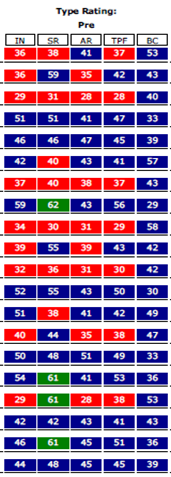 Type Rating:
Pre
IN SR AR TPF BC
36 38 41 37 53
36 59 35 42 43
29 31 28 28 40
51 51 41 47 33
46 46 47 45 39
42 40 43 41 57
37 40 38 37 43
59 62 43 56 29
34 30 31 29 58
39 55 39 43 42
32 36 31 30 42
52 55 43 50 30
51 38 41 42 49
40 44 35 38 47
50 48 51 49 33
54 61 41 53 36
29 61 28 38 53
42 42 43 41 43
46 61 45 51 36
44 48 45 45 39